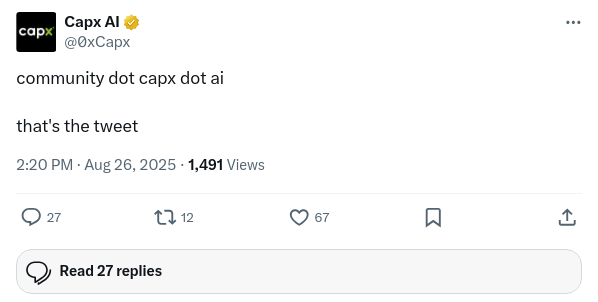 capx
Capx AI
@0xCapx
community dot capx dot ai
that's the tweet
2:20 PM · Aug 26, 2025 · 1,491 Views
27 12 67
Read 27 replies